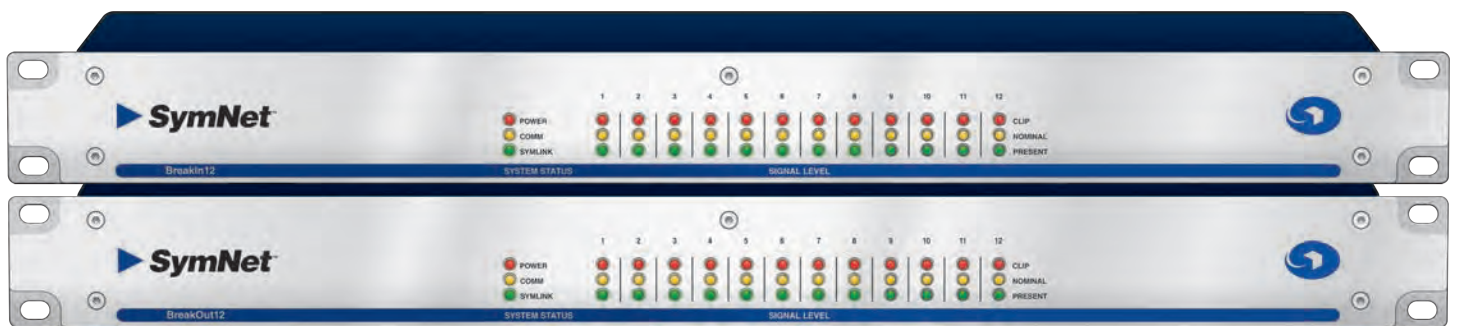 1 2 3 4 5 6 7 8 9 10 11 12
SymNet
POWER CLIP
COMM NOMINAL
SYMLINK PRESENT
BreakIn12 SYSTEM STATUS SIGNAL LEVEL
1 2 3 4 5 6 7 8 9 10 11 12
SymNet
POWER CLIP
COMM NOMINAL
SYMLINK PRESENT
BreakOut12 SYSTEM STATUS SIGNAL LEVEL